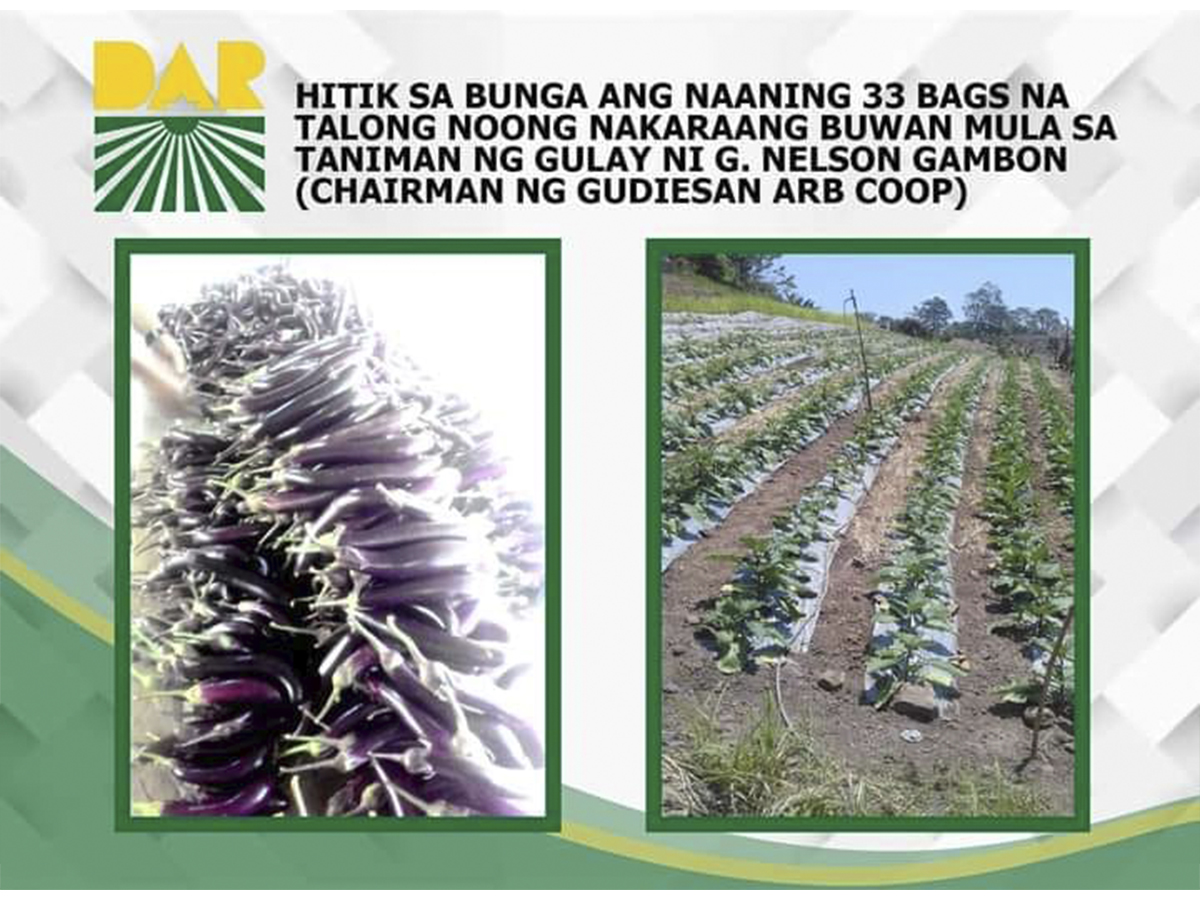 DAR
HITIK SA BUNGA ANG NAANING 33 BAGS NA
TALONG NOONG NAKARAANG BUWAN MULA SA
TANIMAN NG GULAY NI G. NELSON GAMBON
(CHAIRMAN NG GUDIESAN ARB COOP)